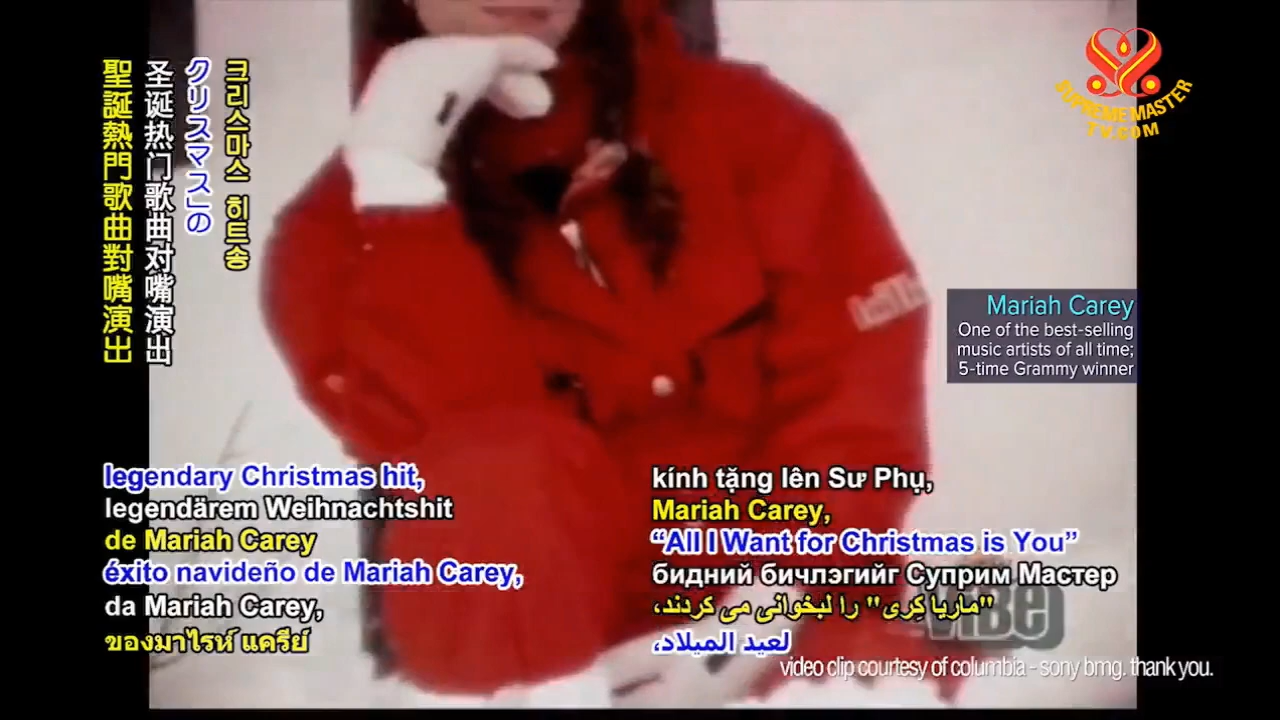 크리스마스 히트송
クリスマス」の
圣诞热门歌曲对嘴演出
聖誕熱門歌曲對嘴演出
SUPREME MASTER
TV.COM
Mariah Carey
One of the best-selling
music artists of all time;
5-time Grammy winner
legendary Christmas hit,
legendärem Weihnachtshit
de Mariah Carey
éxito navideño de Mariah Carey,
da Mariah Carey,
ของมาไรห์ แครีย์
kính tặng lên Sư Phụ,
Mariah Carey,
“All I Want for Christmas is You”
бидний бичлэгийг Суприм Мастер
"ماریا کِری" را لبخوانی می کردند،
لعيد الميلاد،
VIBE
video clip courtesy of columbia - sony bmg. thank you.